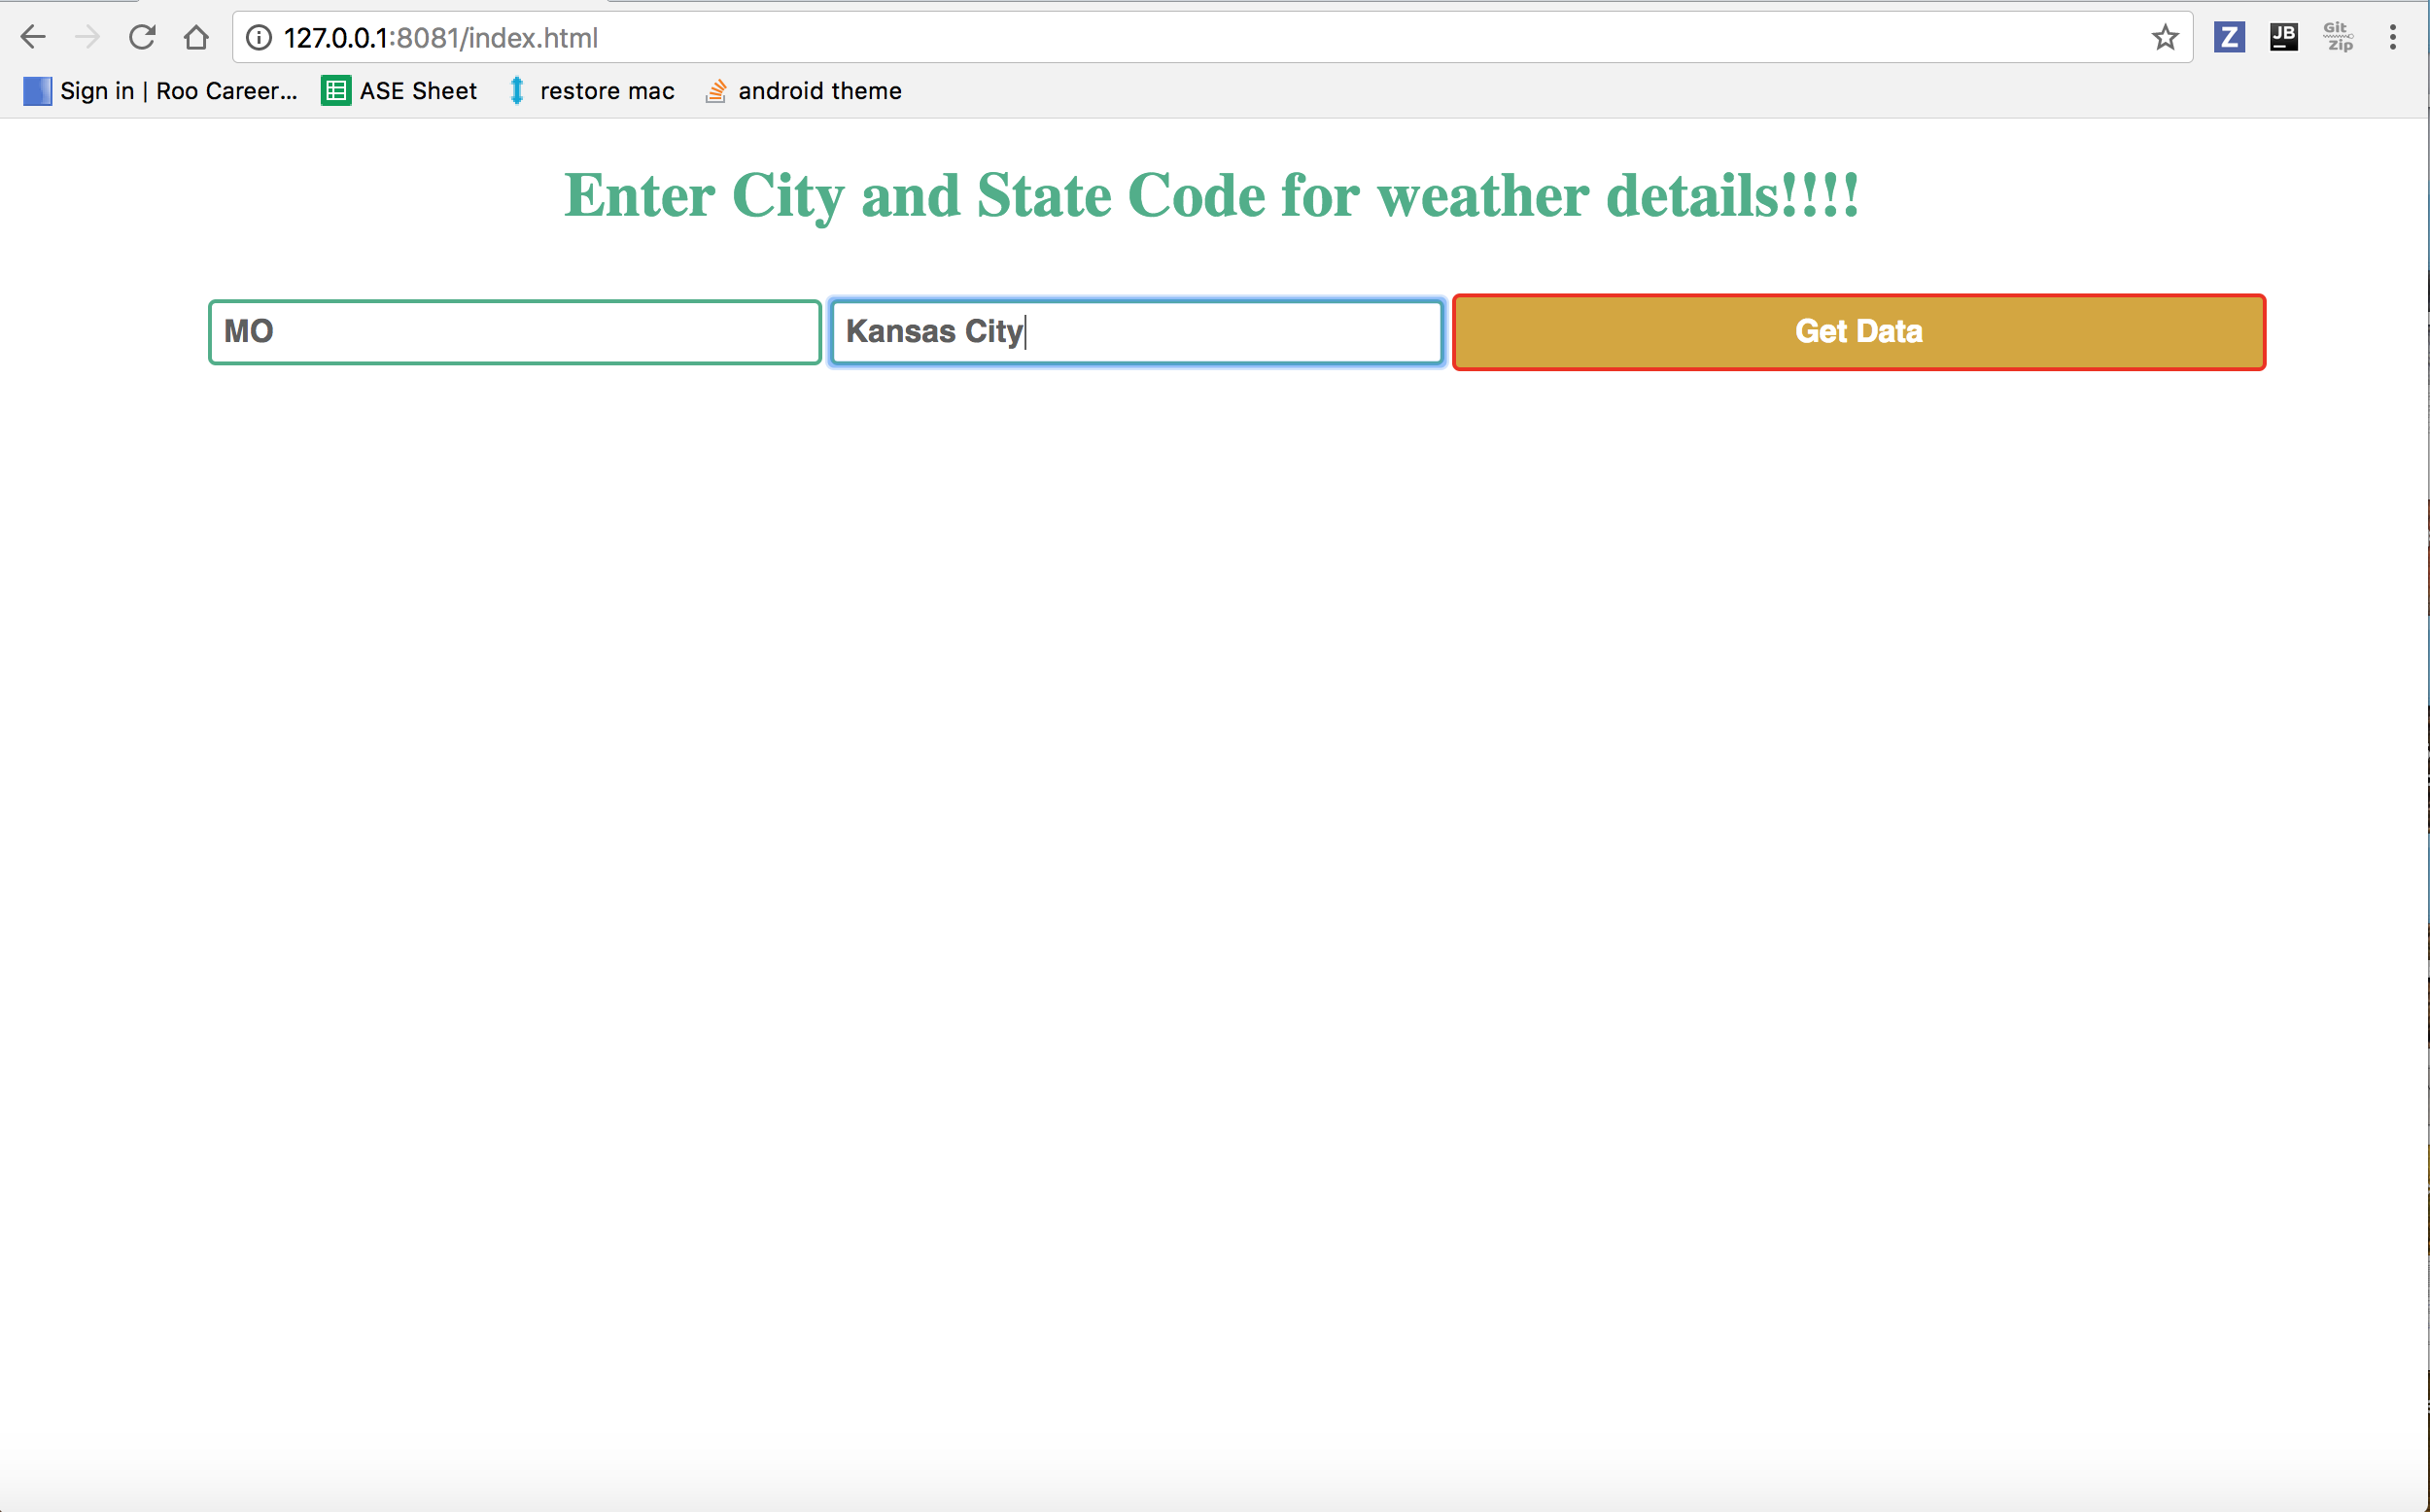 127.0.0.1:8081/index.html
Z
JB
Git
Zip
Sign in | Roo Career... ASE Sheet restore mac android theme
Enter City and State Code for weather details!!!!
MO Kansas City Get Data